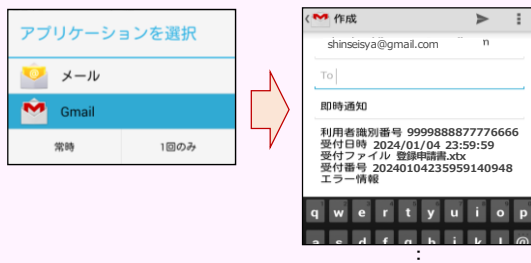 アプリケーションを選択
メール
Gmail
常時
1回のみ
作成
shinseisya@gmail.com
n
To
即時通知
利用者識別番号 9999888877776666
受付日時 2024/01/04 23:59:59
受付ファイル 登録申請書.xtx
受付番号 20240104235959140948
エラー情報
q w e r t y u i o p
a s d f g h j k l @
: